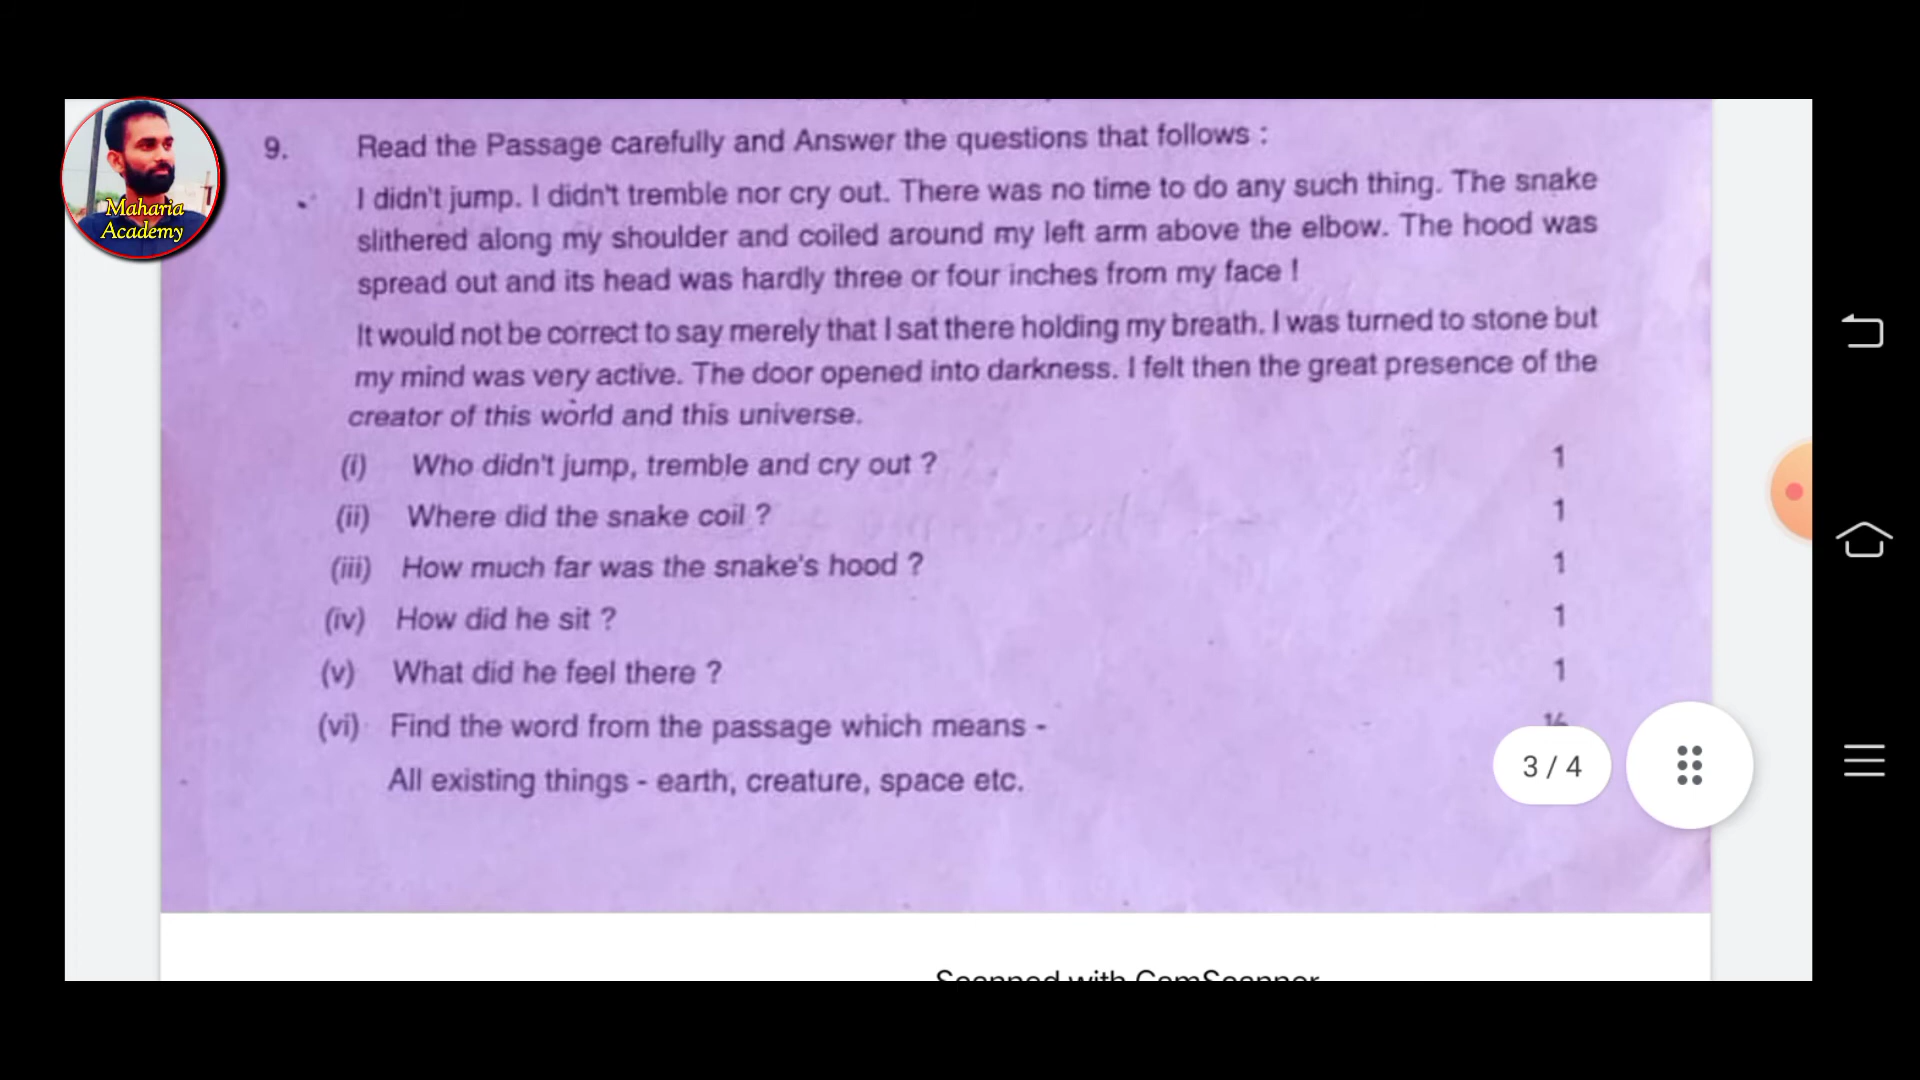 Maharia
Academy
9. Read the Passage carefully and Answer the questions that follows :
I didn't jump. I didn't tremble nor cry out. There was no time to do any such thing. The snake
slithered along my shoulder and coiled around my left arm above the elbow. The hood was
spread out and its head was hardly three or four inches from my face !
It would not be correct to say merely that I sat there holding my breath. I was turned to stone but
my mind was very active. The door opened into darkness. I felt then the great presence of the
creator of this world and this universe.
(i) Who didn't jump, tremble and cry out ? 1
(ii) Where did the snake coil ? 1
(iii) How much far was the snake's hood ? 1
(iv) How did he sit ? 1
(v) What did he feel there ? 1
(vi) Find the word from the passage which means -
All existing things - earth, creature, space etc.
3 / 4
Scanned with CamScanner